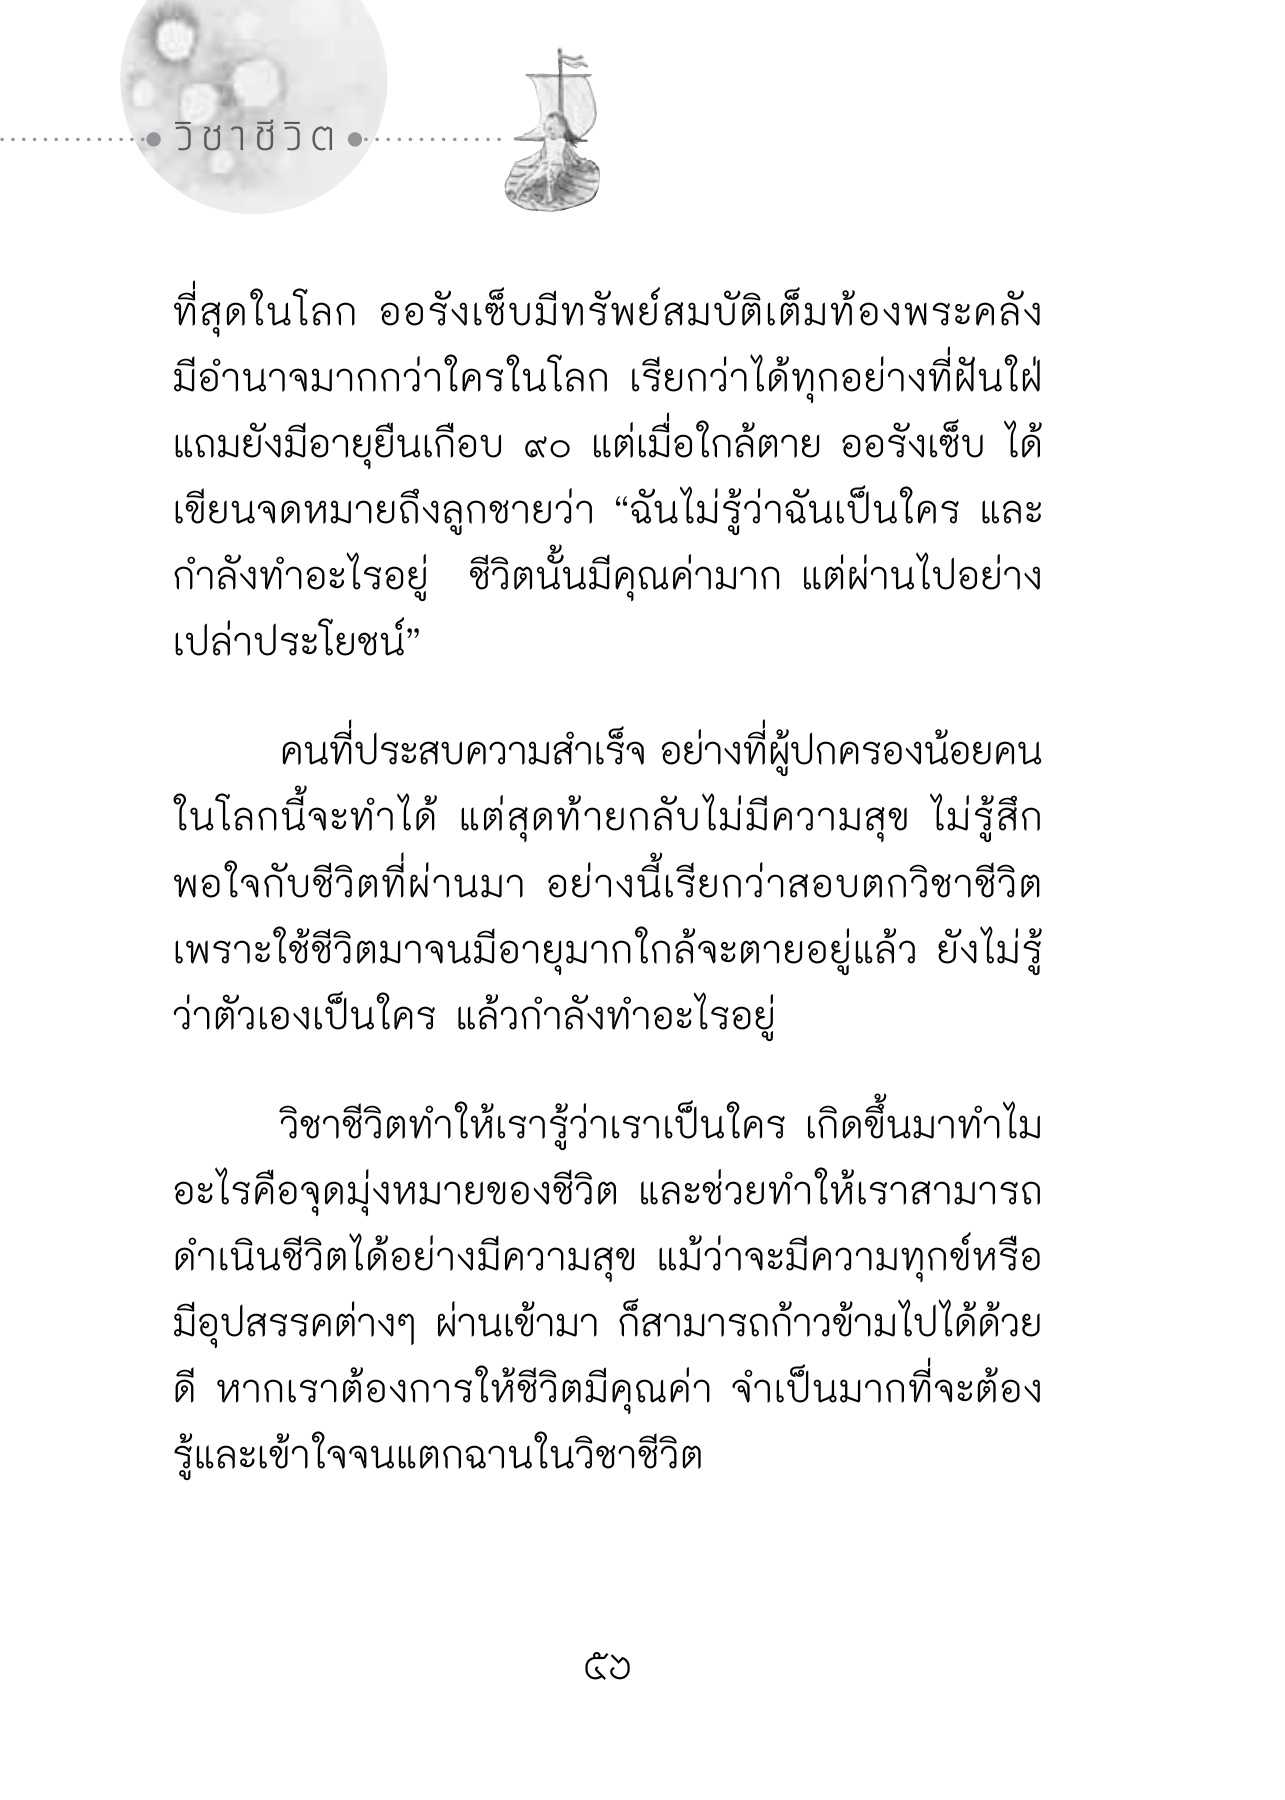 วิชาชีวิต
ที่สุดในโลก ออรังเซ็บมีทรัพย์สมบัติเต็มท้องพระคลัง
มีอำนาจมากกว่าใครในโลก เรียกว่าได้ทุกอย่างที่ฝันใฝ่
แถมยังมีอายุยืนเกือบ ๙๐ แต่เมื่อใกล้ตาย ออรังเซ็บ ได้
เขียนจดหมายถึงลูกชายว่า “ฉันไม่รู้ว่าฉันเป็นใคร และ
กำลังทำอะไรอยู่ ชีวิตนั้นมีคุณค่ามาก แต่ผ่านไปอย่าง
เปล่าประโยชน์”
คนที่ประสบความสำเร็จ อย่างที่ผู้ปกครองน้อยคน
ในโลกนี้จะทำได้ แต่สุดท้ายกลับไม่มีความสุข ไม่รู้สึก
พอใจกับชีวิตที่ผ่านมา อย่างนี้เรียกว่าสอบตกวิชาชีวิต
เพราะใช้ชีวิตมาจนมีอายุมากใกล้จะตายอยู่แล้ว ยังไม่รู้
ว่าตัวเองเป็นใคร แล้วกำลังทำอะไรอยู่
วิชาชีวิตทำให้เรารู้ว่าเราเป็นใคร เกิดขึ้นมาทำไม
อะไรคือจุดมุ่งหมายของชีวิต และช่วยทำให้เราสามารถ
ดำเนินชีวิตได้อย่างมีความสุข แม้ว่าจะมีความทุกข์หรือ
มีอุปสรรคต่างๆ ผ่านเข้ามา ก็สามารถก้าวข้ามไปได้ด้วย
ดี หากเราต้องการให้ชีวิตมีคุณค่า จำเป็นมากที่จะต้อง
รู้และเข้าใจจนแตกฉานในวิชาชีวิต
๕๖